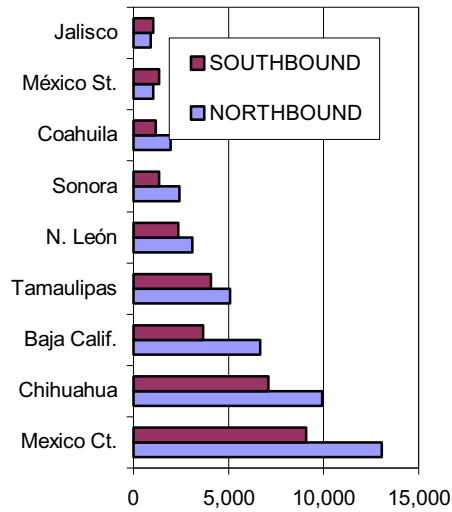 Jalisco
SOUTHBOUND
México St.
NORTHBOUND
Coahuila
Sonora
N. León
Tamaulipas
Baja Calif.
Chihuahua
Mexico Ct.
0 5,000 10,000 15,000